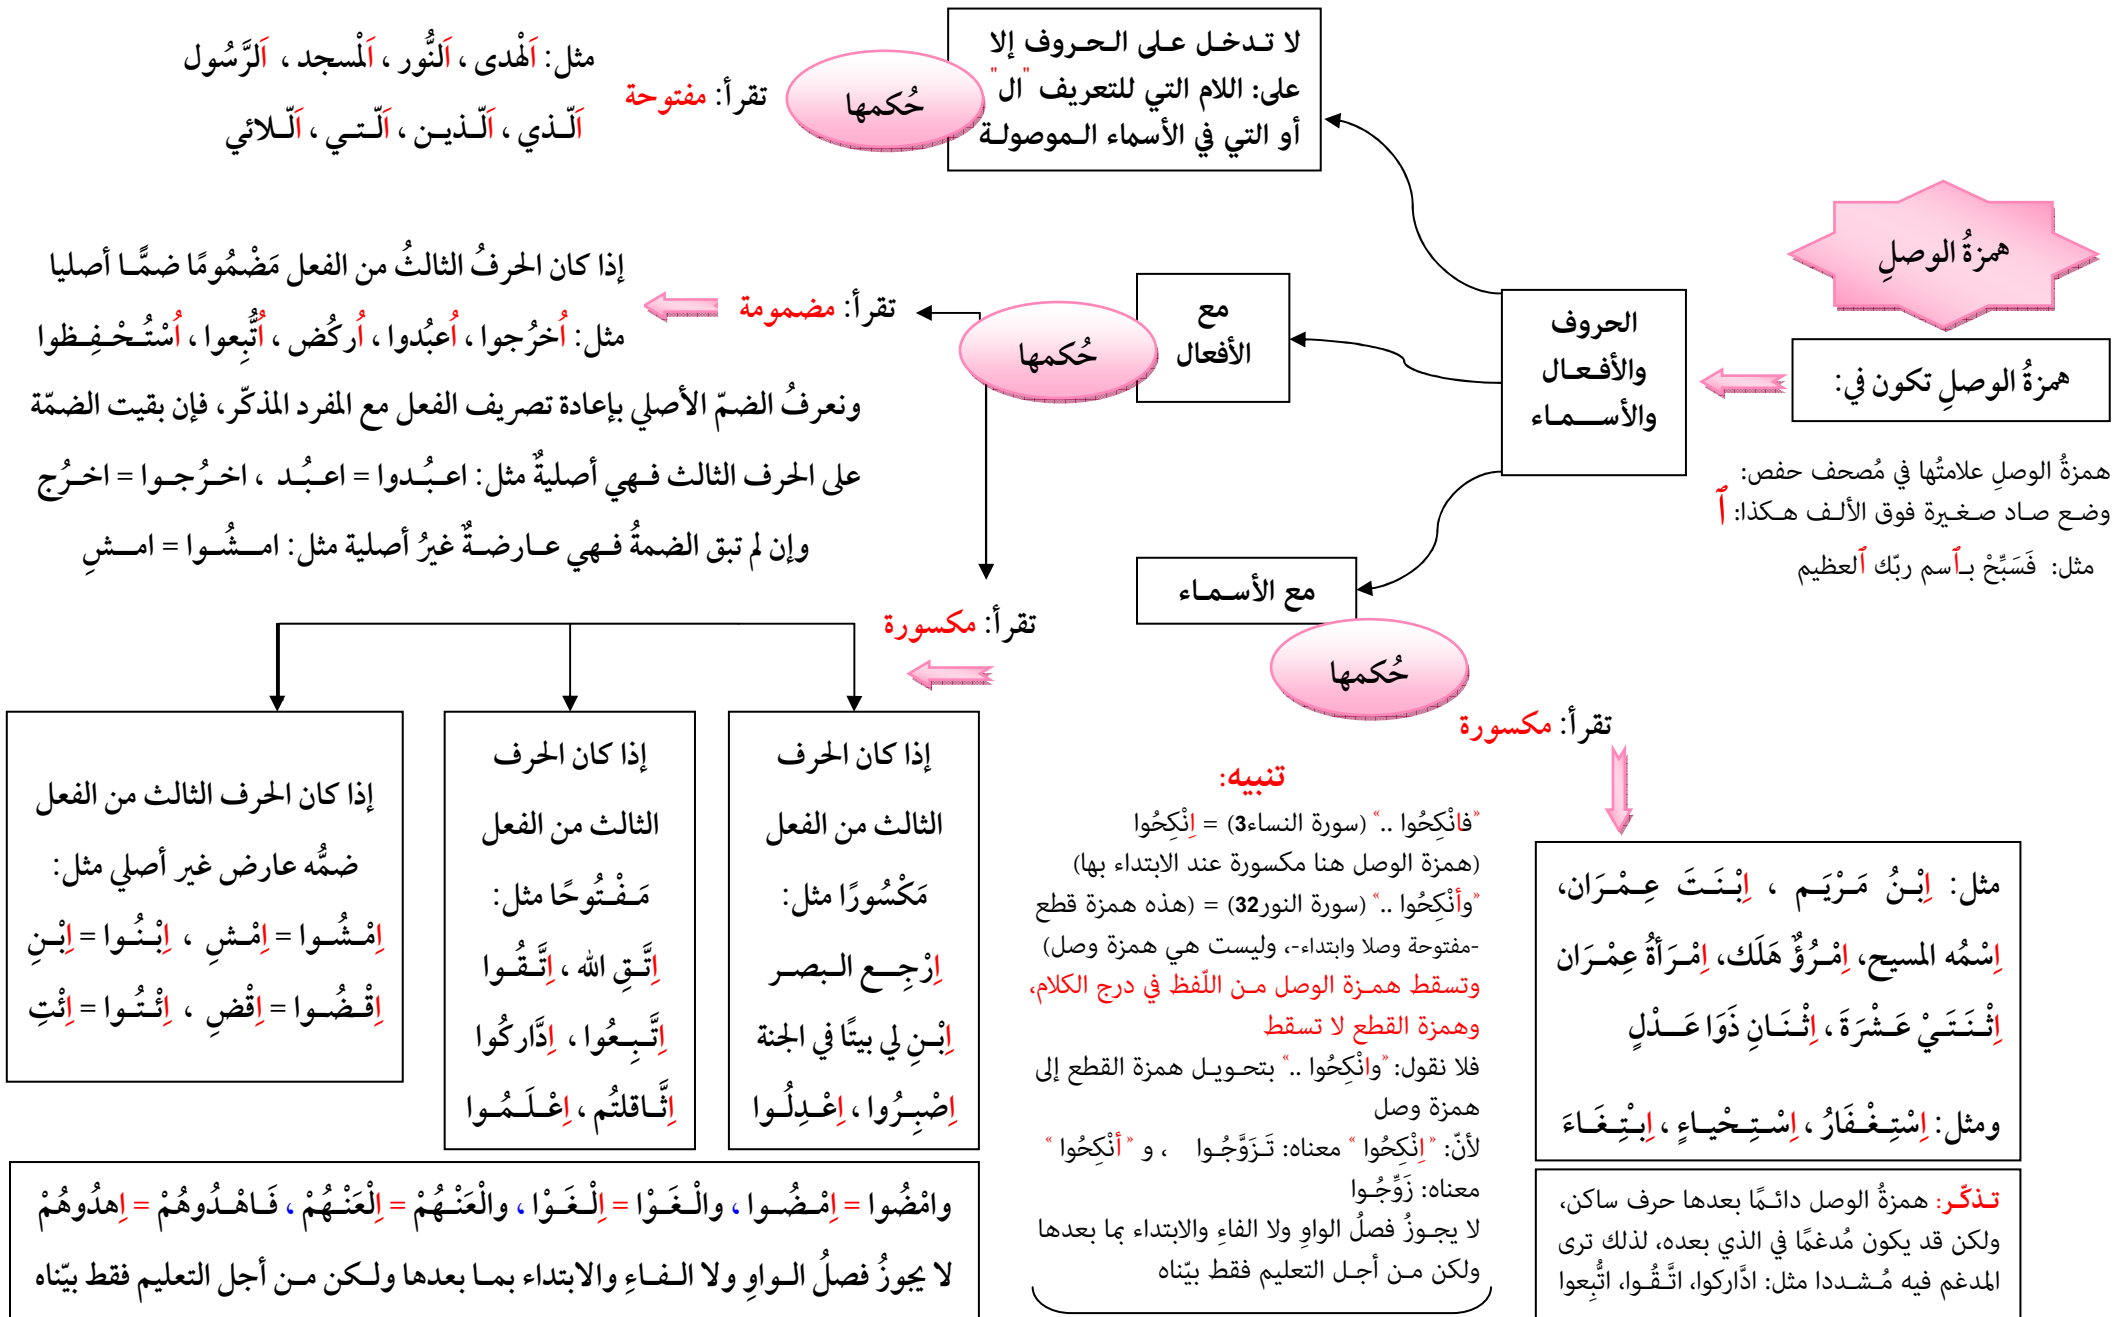 همزةُ الوصلِ
همزةُ الوصلِ تكون في:
همزةُ الوصلِ علامتُها في مُصحف حفص:
وضع صاد صغيرة فوق الألف هكذا: ٱ
مثل: فَسَبِّحْ بـٱسم ربّك ٱلعظيم
الحروف
والأفعال
والأسماء
لا تدخل على الحروف إلا
على: اللام التي للتعريف "ال"
أو التي في الأسماء الموصولة
حُكمها
تقرأ: مفتوحة
مثل: اَلْهدى ، اَلنُّور ، اَلْمسجد ، اَلرَّسُول
اَلّذي ، اَلّذين ، اَلّتي ، اَلّلائي
مع
الأفعال
حُكمها
تقرأ: مضمومة
إذا كان الحرفُ الثالثُ من الفعل مَضْمُومًا ضمًّا أصليا
مثل: اُخرُجوا ، اُعبُدوا ، اُركُض ، اُتُّبِعوا ، اُسْتُحْفِظوا
ونعرفُ الضمّ الأصلي بإعادة تصريف الفعل مع المفرد المذكّر، فإن بقيت الضمّة
على الحرف الثالث فهي أصليةٌ مثل: اعبُدوا = اعبُد ، اخرُجوا = اخرُج
وإن لم تبق الضمةُ فهي عارضةٌ غيرُ أصلية مثل: امشُوا = امشِ
تقرأ: مكسورة
إذا كان الحرف
الثالث من الفعل
مَكْسُورًا مثل:
اِرْجِع البصر
اِبْنِ لي بيتًا في الجنة
اِصْبِرُوا ، اِعْدِلُوا
إذا كان الحرف
الثالث من الفعل
مَفْتُوحًا مثل:
اِتَّقِ الله ، اِتَّقُوا
اِتَّبِعُوا ، اِدَّاركُوا
اِثَّاقلتُم ، اِعْلَمُوا
إذا كان الحرف الثالث من الفعل
ضمُّه عارض غير أصلي مثل:
اِمْشُوا = اِمْشِ ، اِبْنُوا = اِبْنِ
اِقْضُوا = اِقْضِ ، اِئْتُوا = اِئْتِ
وامْضُوا = اِمْضُوا ، والْغَوْا = اِلْغَوْا ، والْعَنْهُمْ = اِلْعَنْهُمْ ، فَاهْدُوهُمْ = اِهدُوهُمْ
لا يجوزُ فصلُ الواوِ ولا الفاءِ والابتداء بما بعدها ولكن من أجل التعليم فقط بيّناه
مع الأسماء
حُكمها
تقرأ: مكسورة
مثل: اِبْنُ مَرْيَم ، اِبْنَتَ عِمْرَان،
اِسْمُه المسيح، اِمْرُؤٌ هَلَك، اِمْرَأةُ عِمْرَان
اِثْنَتَيْ عَشْرَةَ ، اِثْنَانِ ذَوَا عَدْلٍ
ومثل: اِسْتِغْفَارُ ، اِسْتِحْياءٍ ، اِبْتِغَاءَ
تذكّر: همزةُ الوصل دائمًا بعدها حرف ساكن،
ولكن قد يكون مُدغمًا في الذي بعده، لذلك ترى
المدغم فيه مُشددا مثل: ادَّاركوا، اتَّقُوا، اتُّبِعوا
تنبيه:
"فانْكِحُوا .." (سورة النساء3) = اِنْكِحُوا
(همزة الوصل هنا مكسورة عند الابتداء بها)
"وأنْكِحُوا .." (سورة النور32) = (هذه همزة قطع
-مفتوحة وصلا وابتداء-، وليست هي همزة وصل)
وتسقط همزة الوصل من اللّفظ في درج الكلام،
وهمزة القطع لا تسقط
فلا نقول: "وانْكِحُوا .." بتحويل همزة القطع إلى
همزة وصل
لأنّ: "اِنْكِحُوا" معناه: تَزَوَّجُوا ، و "أنْكِحُوا"
معناه: زَوِّجُوا
لا يجوزُ فصلُ الواوِ ولا الفاءِ والابتداء بما بعدها
ولكن من أجل التعليم فقط بيّناه